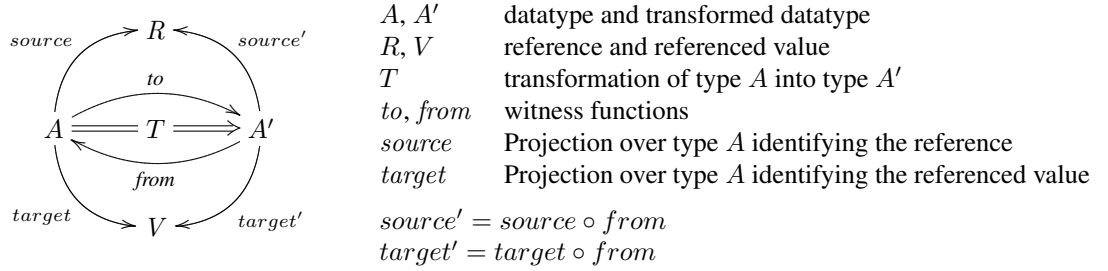 R
source
source′
to
A
T
A′
from
target
target′
V
A, A′ datatype and transformed datatype
R, V reference and referenced value
T transformation of type A into type A′
to, from witness functions
source Projection over type A identifying the reference
target Projection over type A identifying the referenced value
source′ = source ∘ from
target′ = target ∘ from